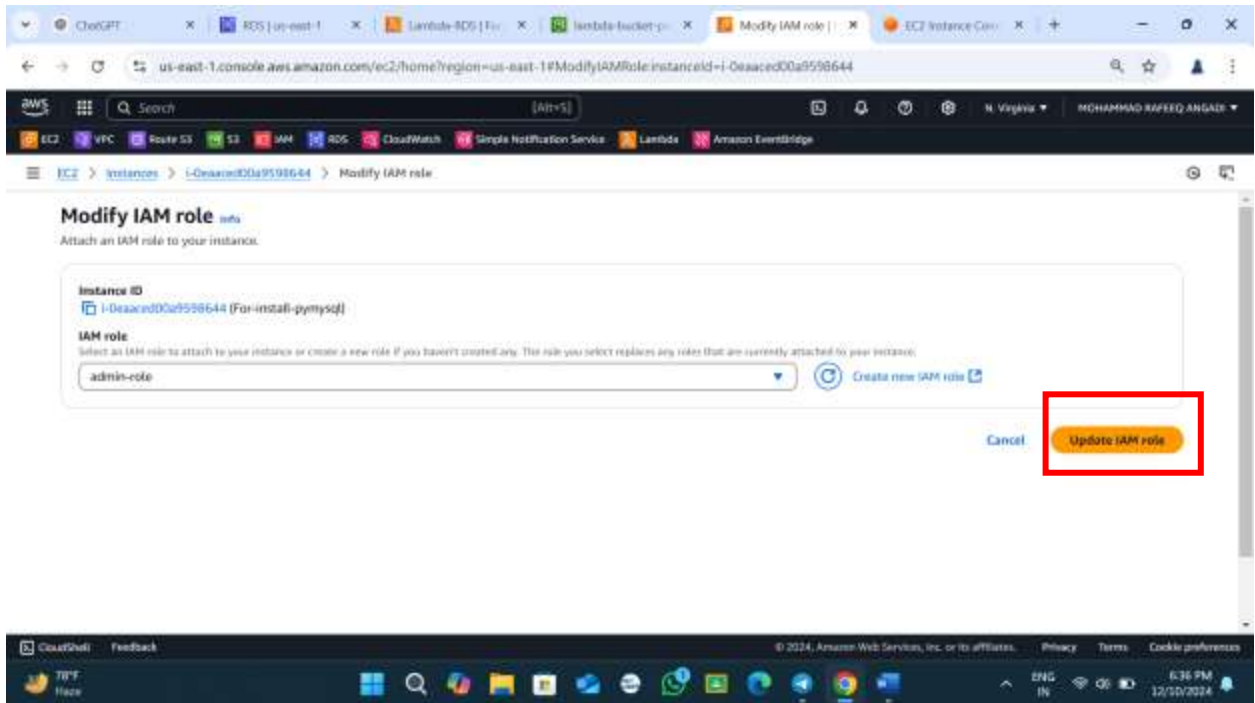 ChatGPT
RDS | us-east-1
Lambda-RDS | Fu
lambda-bucket-p
Modify IAM role |
EC2 Instance Con
us-east-1.console.aws.amazon.com/ec2/home?region=us-east-1#ModifyIAMRole:instanceId=i-0eaaced00a9598644
aws
Search
[Alt+S]
N. Virginia
MOHAMMAD RAFEEQ ANGADI
EC2 VPC Route 53 S3 IAM RDS CloudWatch Simple Notification Service Lambda Amazon EventBridge
EC2 > Instances > i-0eaaced00a9598644 > Modify IAM role
Modify IAM role Info
Attach an IAM role to your instance.
Instance ID
i-0eaaced00a9598644 (For-install-pymysql)
IAM role
Select an IAM role to attach to your instance or create a new role if you haven't created any. The role you select replaces any roles that are currently attached to your instance.
admin-role
Create new IAM role
Cancel
Update IAM role
CloudShell Feedback
© 2024, Amazon Web Services, Inc. or its affiliates. Privacy Terms Cookie preferences
78°F
Haze
ENG
IN
6:36 PM
12/10/2024